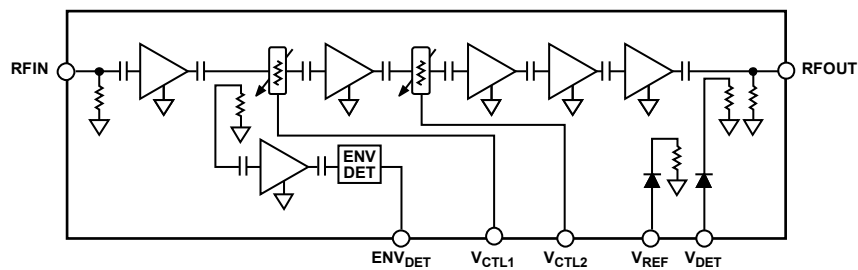 RFIN
RFOUT
ENV
DET
ENVDET
VCTL1
VCTL2
VREF
VDET